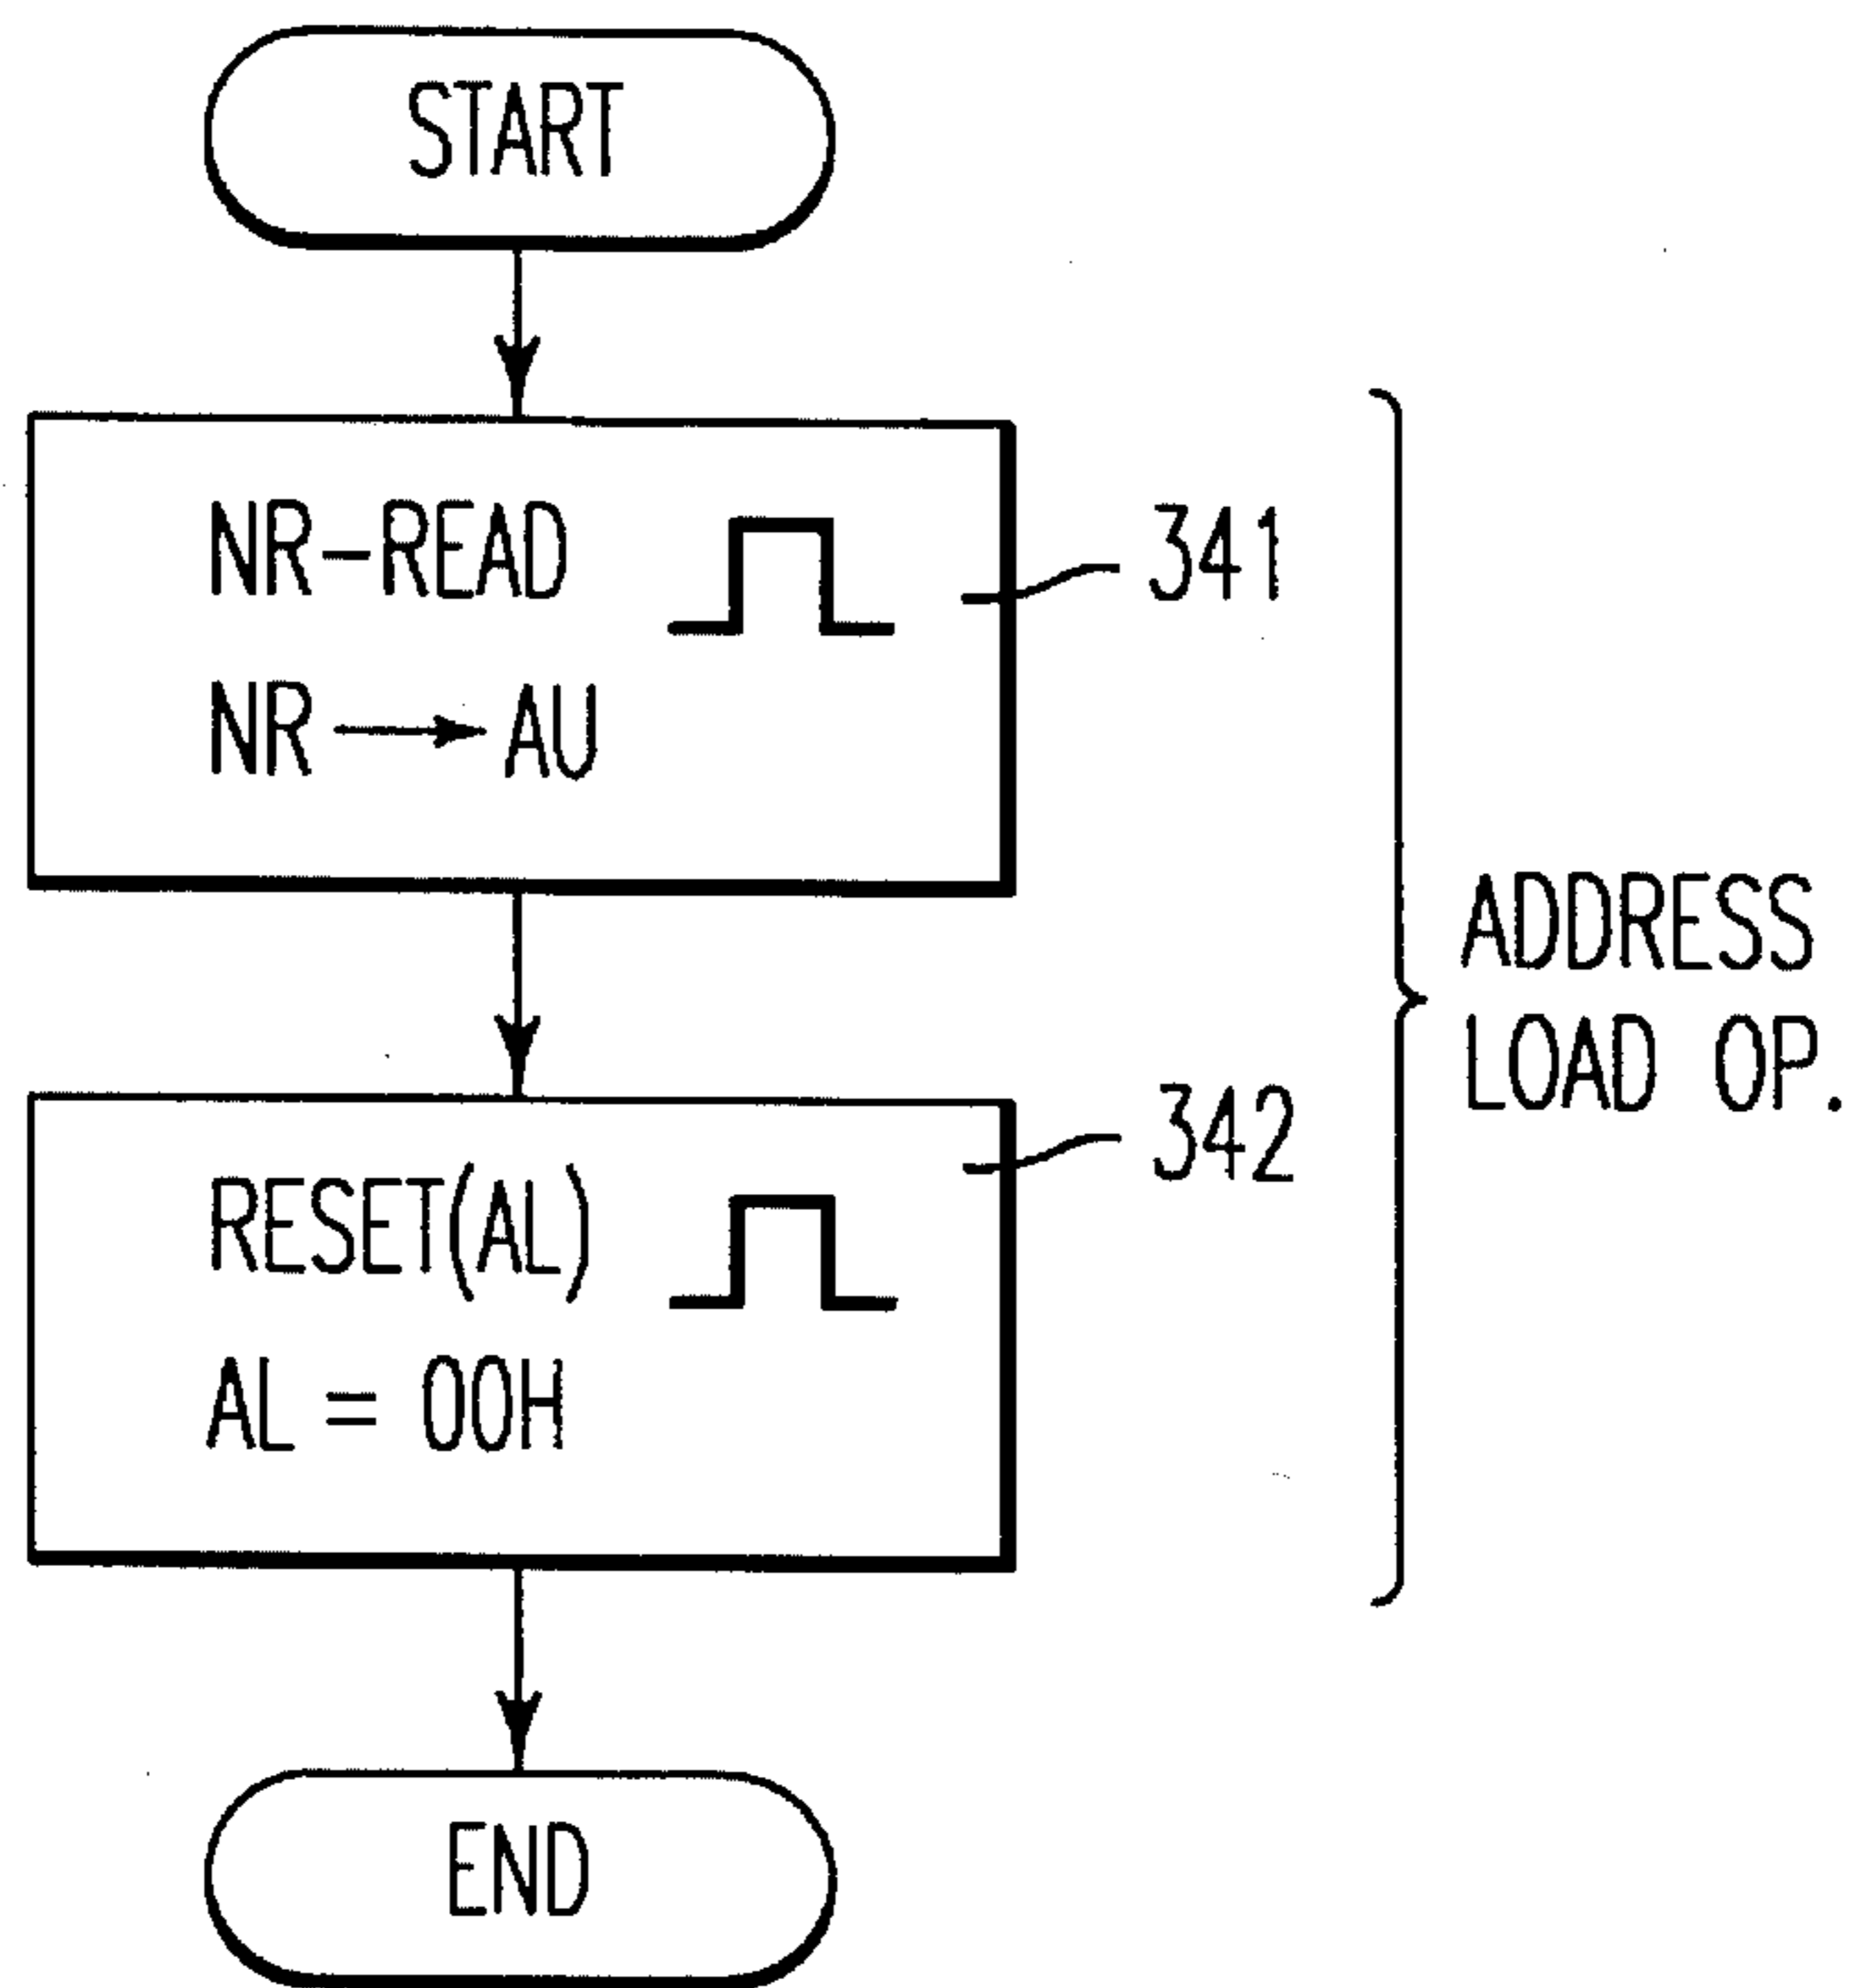 START
NR-READ
341
NR → AU
ADDRESS
LOAD OP.
342
RESET(AL)
AL = 00H
END